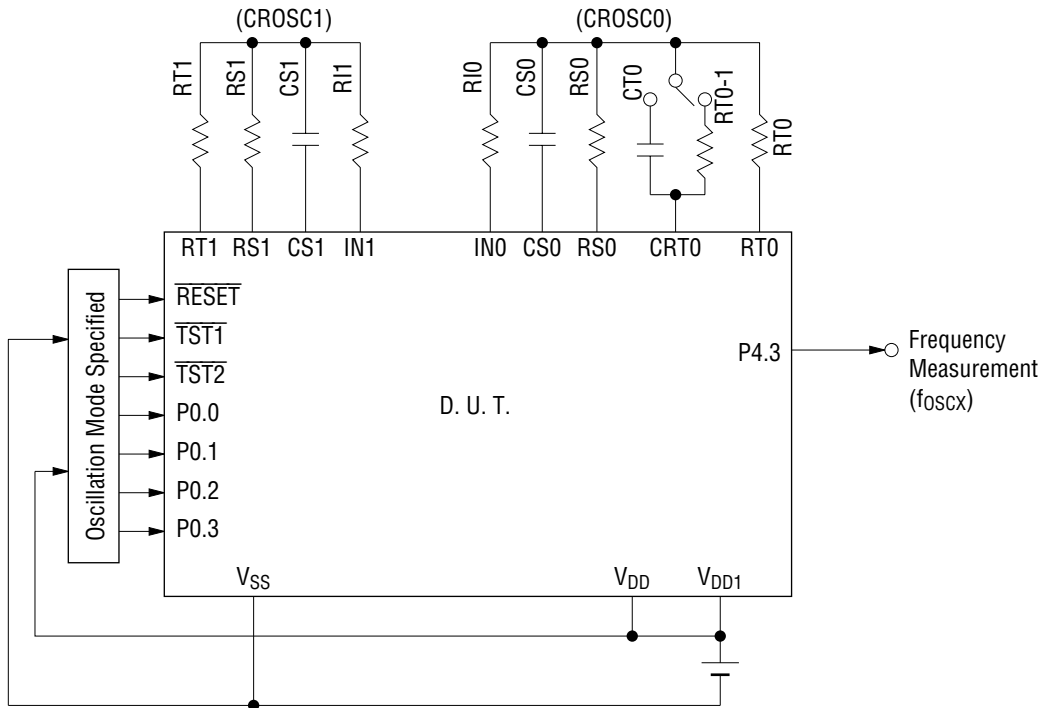 (CROSC1)
(CROSC0)
RT1
RS1
CS1
RI1
RI0
CS0
RS0
CT0
RT0-1
RT0
RT1 RS1 CS1 IN1 IN0 CS0 RS0 CRT0 RT0
Oscillation Mode Specified
RESET
TST1
TST2
P0.0
P0.1
P0.2
P0.3
D. U. T.
P4.3
Frequency
Measurement
(fOSCX)
VSS VDD VDD1